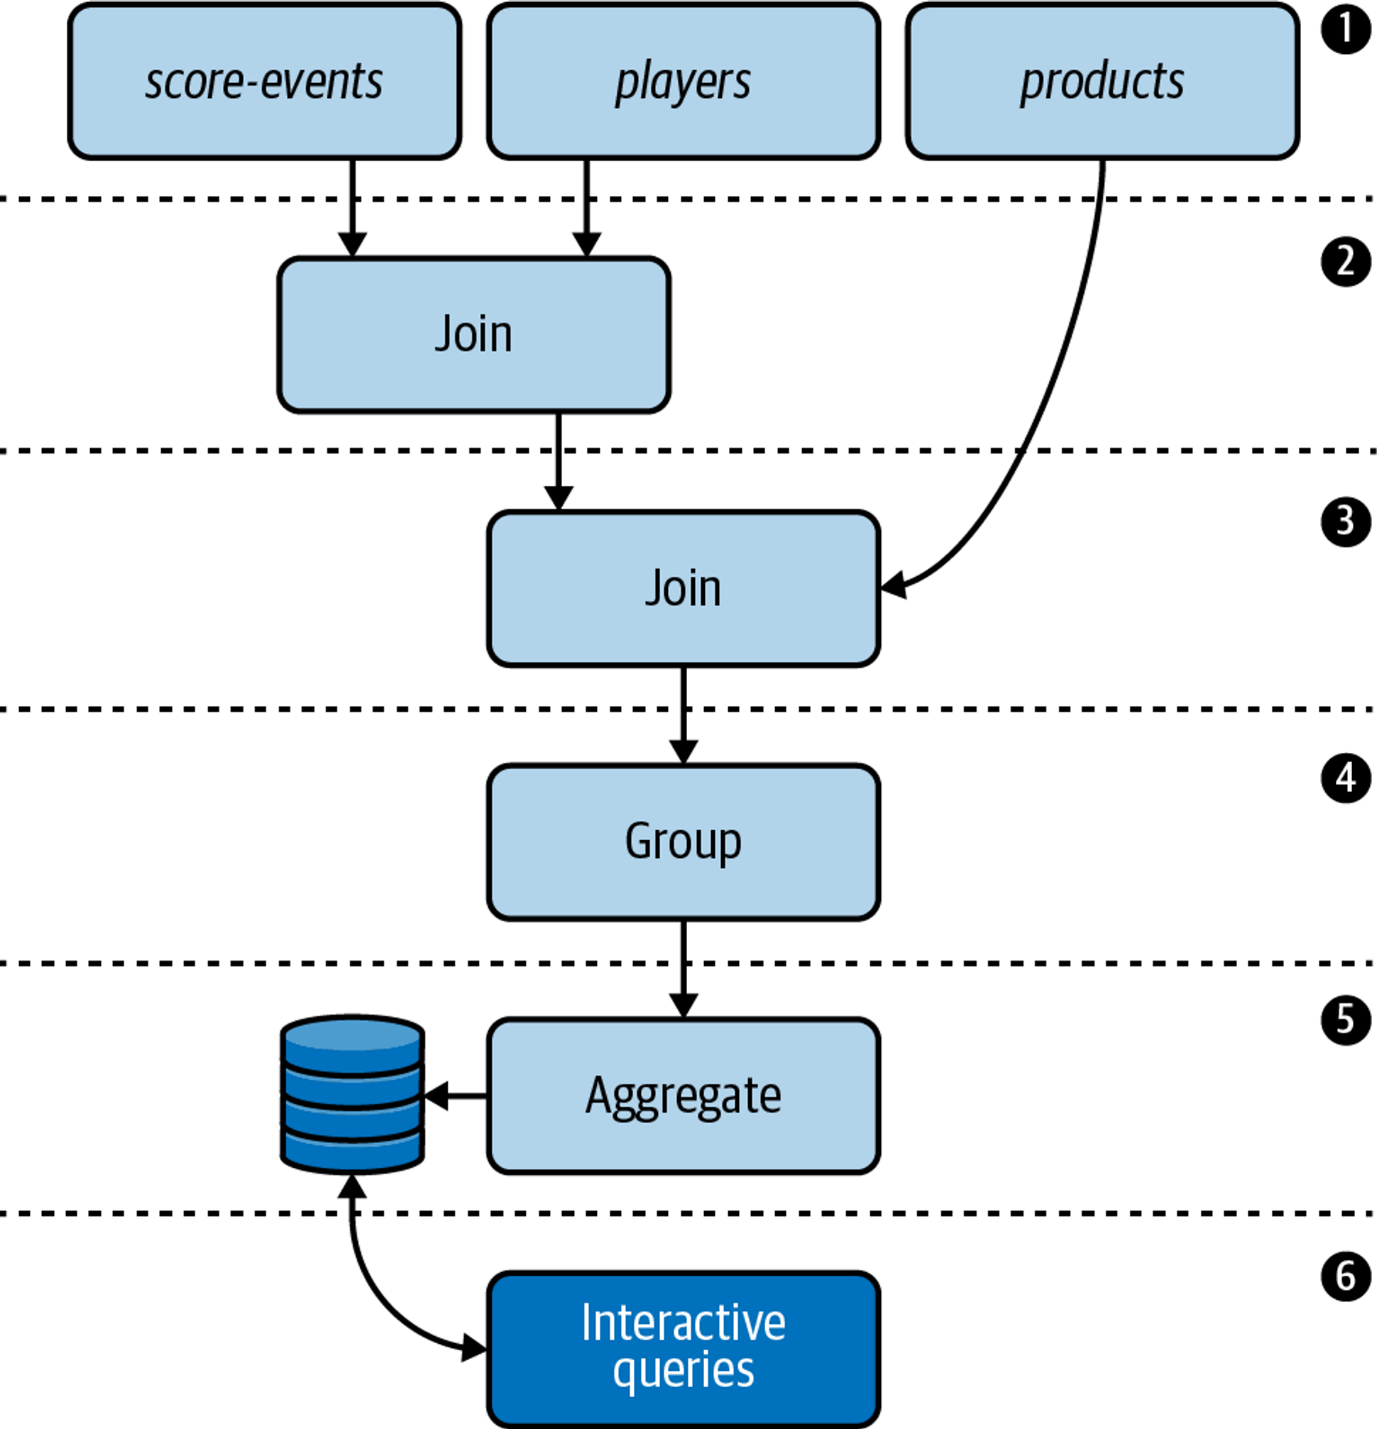 score-events
players
products
1
2
Join
3
Join
4
Group
5
Aggregate
6
Interactive
queries